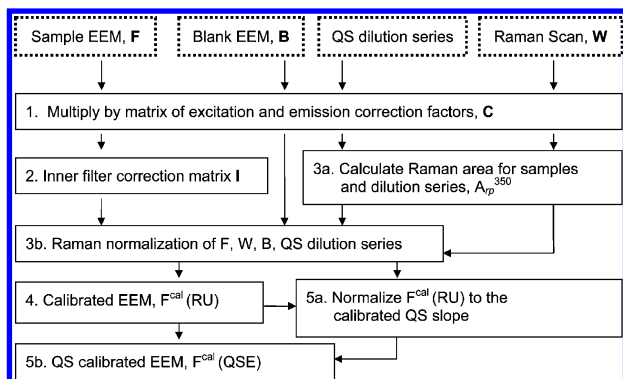 Sample EEM, F
Blank EEM, B
QS dilution series
Raman Scan, W
1. Multiply by matrix of excitation and emission correction factors, C
2. Inner filter correction matrix I
3a. Calculate Raman area for samples
and dilution series, Arp350
3b. Raman normalization of F, W, B, QS dilution series
4. Calibrated EEM, Fcal (RU)
5a. Normalize Fcal (RU) to the
calibrated QS slope
5b. QS calibrated EEM, Fcal (QSE)